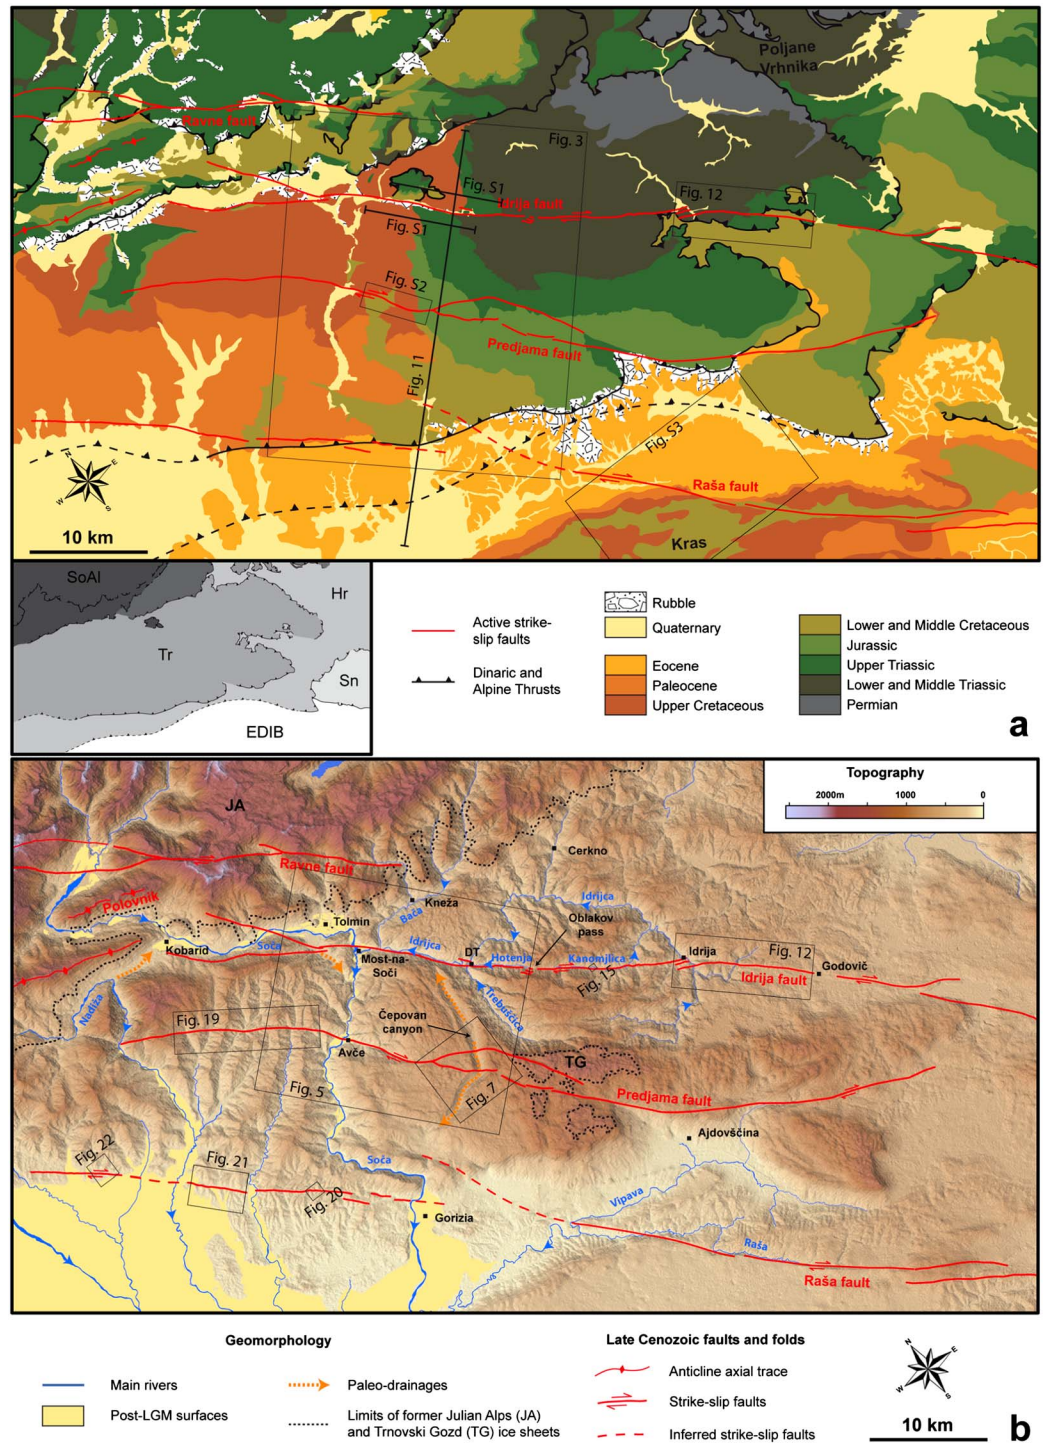 Poljane
Vrhnika
Ravne fault
Fig. 3
Fig. S1
Idrija fault
Fig. 12
Fig. S1
Fig. S2
Predjama fault
Fig. 11
Fig. S3
N
E
W
S
Raša fault
10 km
Kras
SoAl
Hr
Tr
Sn
EDIB
Active strike-
slip faults
Dinaric and
Alpine Thrusts
Rubble
Quaternary
Eocene
Paleocene
Upper Cretaceous
Lower and Middle Cretaceous
Jurassic
Upper Triassic
Lower and Middle Triassic
Permian
a
Topography
2000m
1000
0
JA
Cerkno
Ravne fault
Polovnik
Kneža
Bača
Idrijca
Oblakov
pass
Tolmin
Kobarid
Soča
Idrijca
Most-na-
Soči
DT
Hotenja
Kanomljica
Idrija
Fig. 12
Godovič
Idrija fault
Fig. 15
Nadiža
Trebuščica
Čepovan
canyon
Fig. 19
Avče
TG
Fig. 5
Fig. 7
Predjama fault
Ajdovščina
Fig. 22
Fig. 21
Soča
Fig. 20
Vipava
Gorizia
Raša
Raša fault
Geomorphology
Main rivers
Post-LGM surfaces
Paleo-drainages
Limits of former Julian Alps (JA)
and Trnovski Gozd (TG) ice sheets
Late Cenozoic faults and folds
Anticline axial trace
Strike-slip faults
Inferred strike-slip faults
N
E
W
S
10 km
b